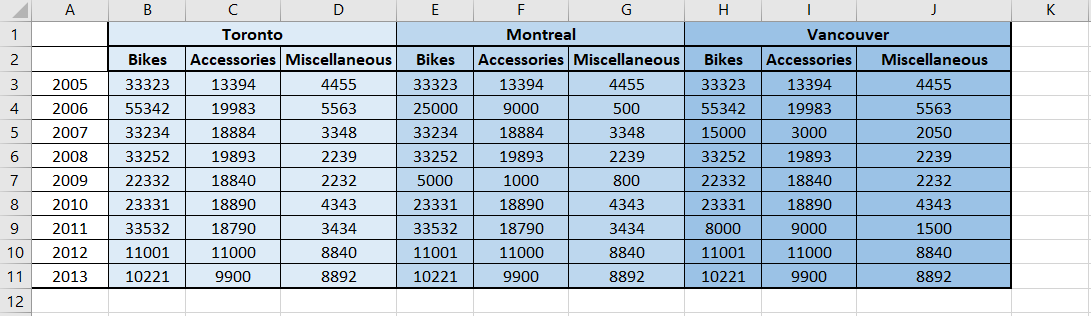 A B C D E F G H I J K
1 Toronto Montreal Vancouver
2 Bikes Accessories Miscellaneous Bikes Accessories Miscellaneous Bikes Accessories Miscellaneous
3 2005 33323 13394 4455 33323 13394 4455 33323 13394 4455
4 2006 55342 19983 5563 25000 9000 500 55342 19983 5563
5 2007 33234 18884 3348 33234 18884 3348 15000 3000 2050
6 2008 33252 19893 2239 33252 19893 2239 33252 19893 2239
7 2009 22332 18840 2232 5000 1000 800 22332 18840 2232
8 2010 23331 18890 4343 23331 18890 4343 23331 18890 4343
9 2011 33532 18790 3434 33532 18790 3434 8000 9000 1500
10 2012 11001 11000 8840 11001 11000 8840 11001 11000 8840
11 2013 10221 9900 8892 10221 9900 8892 10221 9900 8892
12